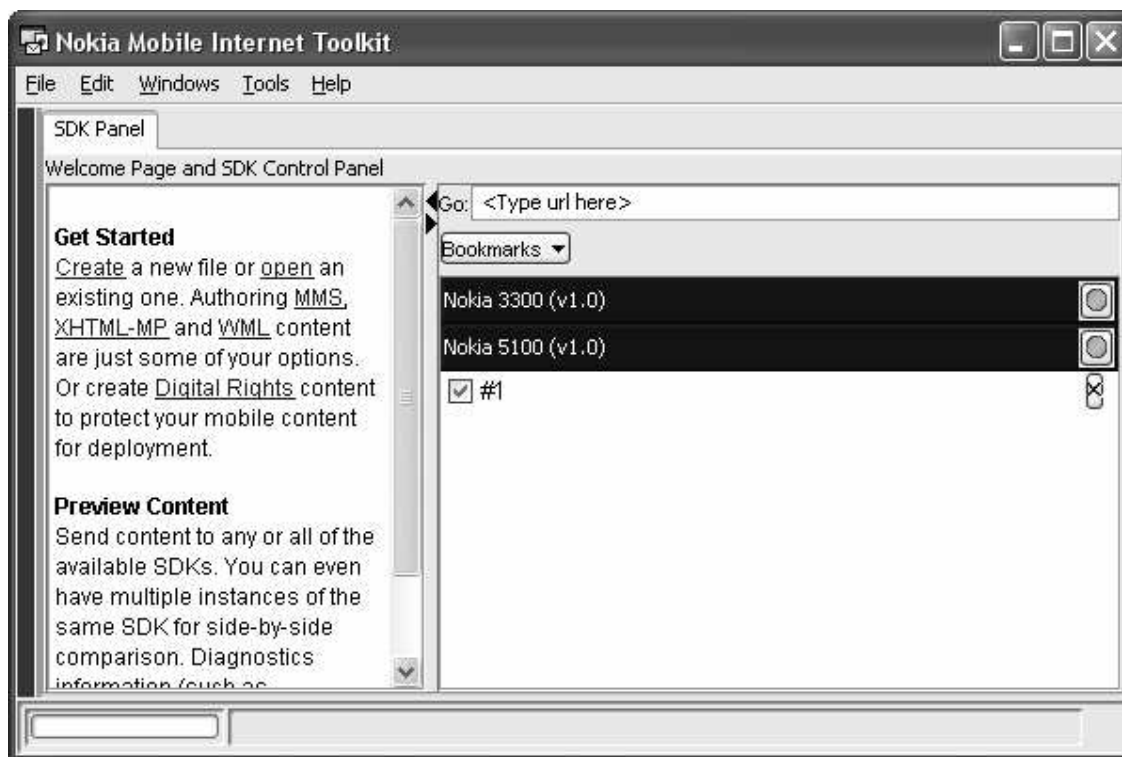 Nokia Mobile Internet Toolkit
File Edit Windows Tools Help
SDK Panel
Welcome Page and SDK Control Panel
Get Started
Create a new file or open an
existing one. Authoring MMS,
XHTML-MP and WML content
are just some of your options.
Or create Digital Rights content
to protect your mobile content
for deployment.
Preview Content
Send content to any or all of the
available SDKs. You can even
have multiple instances of the
same SDK for side-by-side
comparison. Diagnostics
information (such as
Go: <Type url here>
Bookmarks
Nokia 3300 (v1.0)
Nokia 5100 (v1.0)
#1